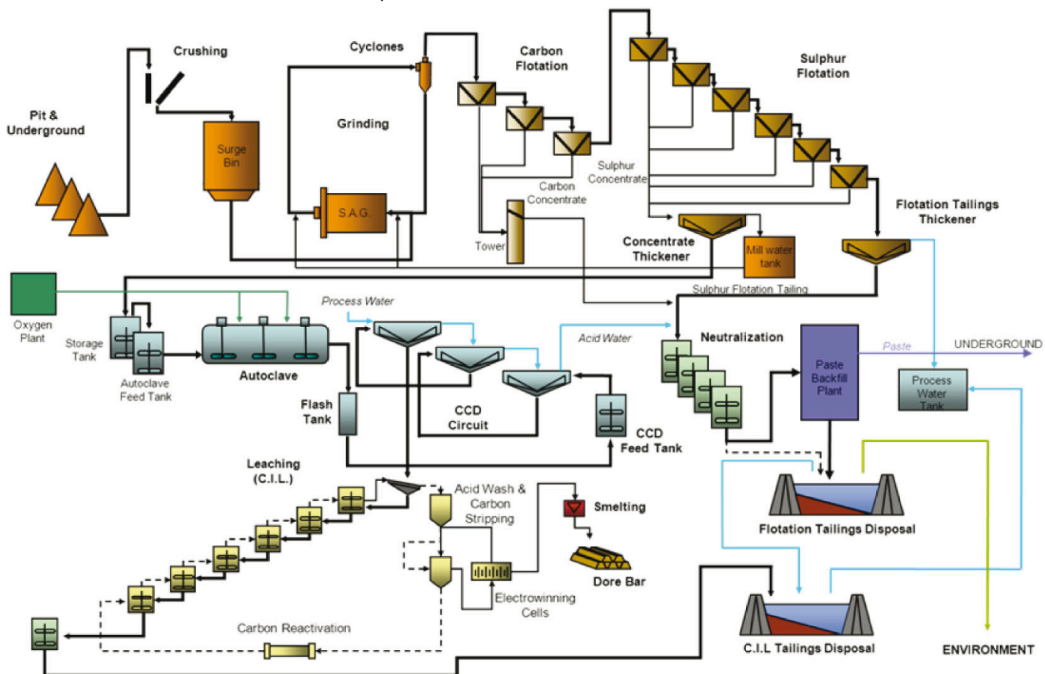 Crushing
Cyclones
Carbon
Flotation
Sulphur
Flotation
Pit &
Underground
Surge
Bin
Grinding
S.A.G.
Sulphur
Concentrate
Carbon
Concentrate
Tower
Concentrate
Thickener
Mill water
tank
Flotation Tailings
Thickener
Sulphur Flotation Tailing
Oxygen
Plant
Storage
Tank
Autoclave
Feed Tank
Autoclave
Process Water
Acid Water
Neutralization
Paste
Backfill
Plant
Paste
UNDERGROUND
Process
Water
Tank
Flash
Tank
CCD
Circuit
CCD
Feed Tank
Leaching
(C.I.L.)
Acid Wash &
Carbon
Stripping
Smelting
Dore Bar
Electrowinning
Cells
Carbon Reactivation
Flotation Tailings Disposal
C.I.L Tailings Disposal
ENVIRONMENT